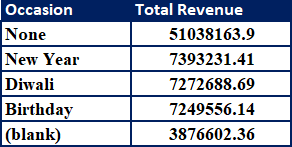 Occasion Total Revenue
None 51038163.9
New Year 7393231.41
Diwali 7272688.69
Birthday 7249556.14
(blank) 3876602.36